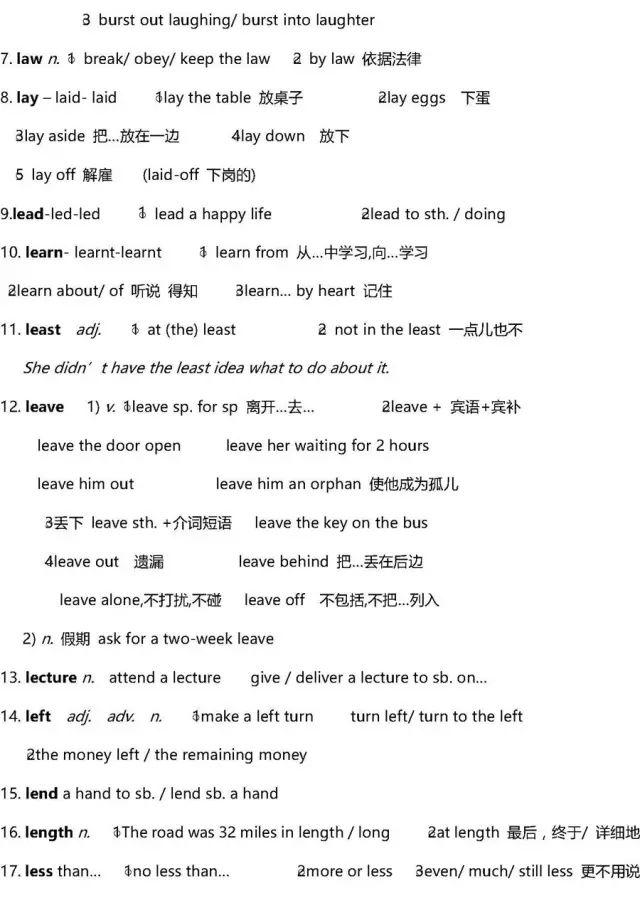 ③ burst out laughing/ burst into laughter
7. law n. ① break/ obey/ keep the law ② by law 依据法律
8. lay – laid- laid ①lay the table 放桌子 ②lay eggs 下蛋
③lay aside 把…放在一边 ④lay down 放下
⑤ lay off 解雇 (laid-off 下岗的)
9.lead-led-led ① lead a happy life ②lead to sth. / doing
10. learn- learnt-learnt ① learn from 从…中学习,向…学习
②learn about/ of 听说 得知 ③learn… by heart 记住
11. least adj. ① at (the) least ② not in the least 一点儿也不
She didn’t have the least idea what to do about it.
12. leave 1) v. ①leave sp. for sp 离开…去… ②leave + 宾语+宾补
leave the door open leave her waiting for 2 hours
leave him out leave him an orphan 使他成为孤儿
③丢下 leave sth. +介词短语 leave the key on the bus
④leave out 遗漏 leave behind 把…丢在后边
leave alone,不打扰,不碰 leave off 不包括,不把…列入
2) n. 假期 ask for a two-week leave
13. lecture n. attend a lecture give / deliver a lecture to sb. on…
14. left adj. adv. n. ①make a left turn turn left/ turn to the left
②the money left / the remaining money
15. lend a hand to sb. / lend sb. a hand
16. length n. ①The road was 32 miles in length / long ②at length 最后，终于/ 详细地
17. less than… ①no less than… ②more or less ③even/ much/ still less 更不用说